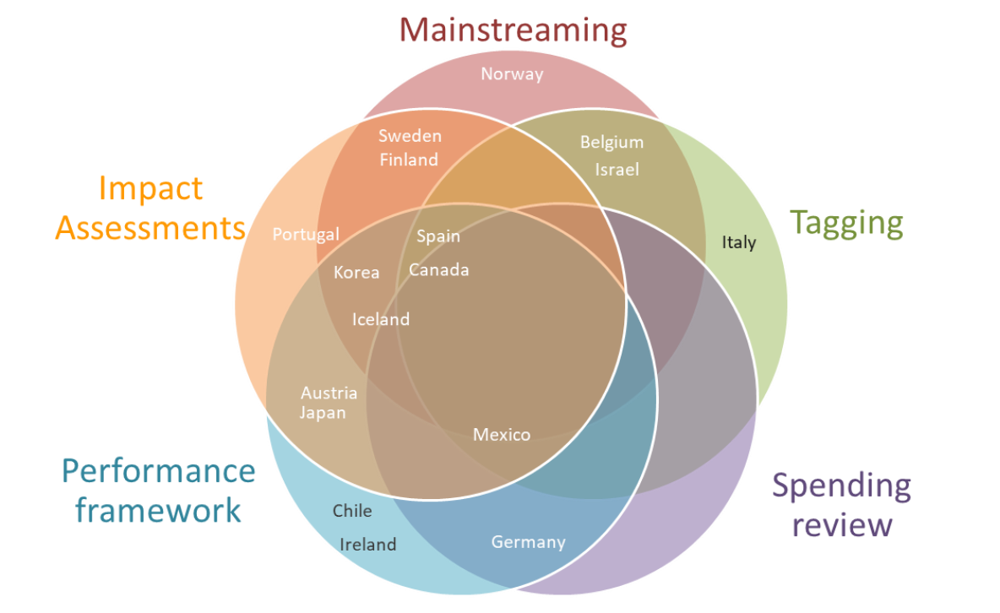 Mainstreaming
Norway
Sweden
Finland
Belgium
Israel
Impact
Assessments
Tagging
Portugal
Spain
Italy
Korea
Canada
Iceland
Austria
Japan
Mexico
Performance
framework
Spending
review
Chile
Ireland
Germany